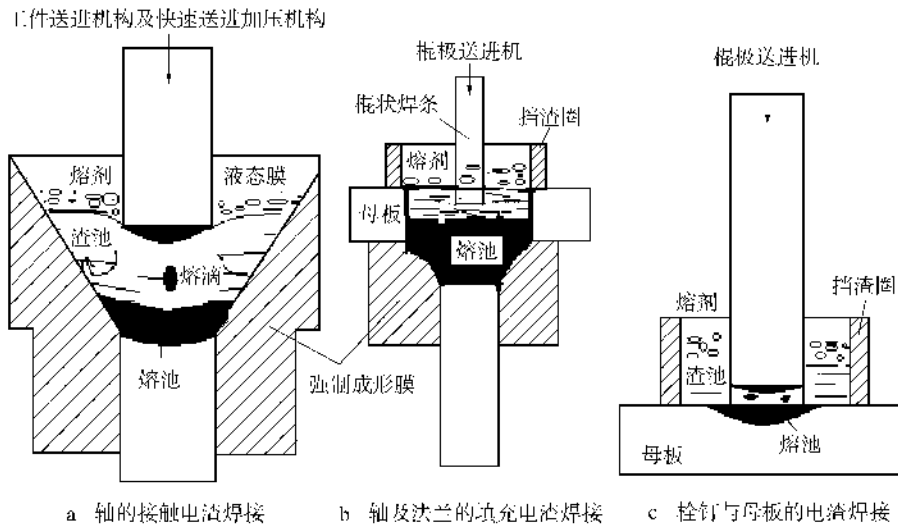 工件送进机构及快速送进加压机构
熔剂
液态膜
渣池
熔滴
熔池
强制成形膜
a 轴的接触电渣焊接
棍极送进机
棍状焊条
挡渣圈
熔剂
母板
熔池
b 轴及法兰的填充电渣焊接
棍极送进机
熔剂
挡渣圈
渣池
熔池
母板
c 栓钉与母板的电渣焊接